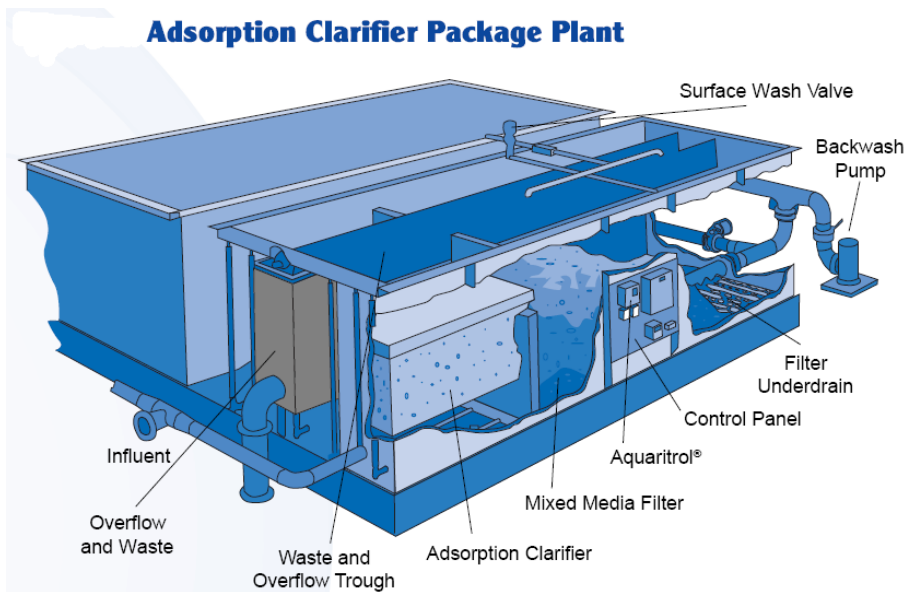 Adsorption Clarifier Package Plant
Surface Wash Valve
Backwash
Pump
Filter
Underdrain
Control Panel
Aquaritrol®
Mixed Media Filter
Adsorption Clarifier
Waste and
Overflow Trough
Influent
Overflow
and Waste